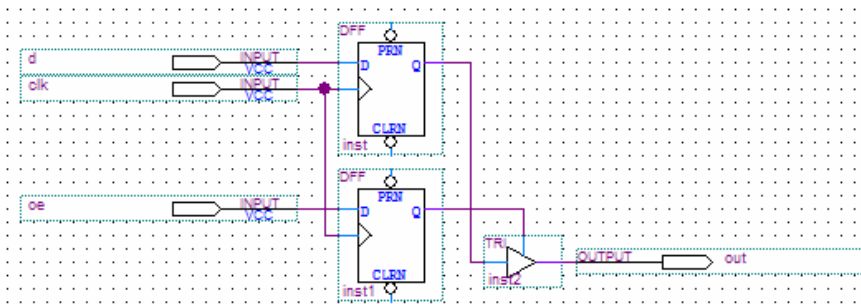 DFF
d INPUT VCC
PRN
D Q
clk INPUT VCC
CLRN
inst
DFF
PRN
oe INPUT VCC
D Q
TRI
OUTPUT out
CLRN
inst1
inst2